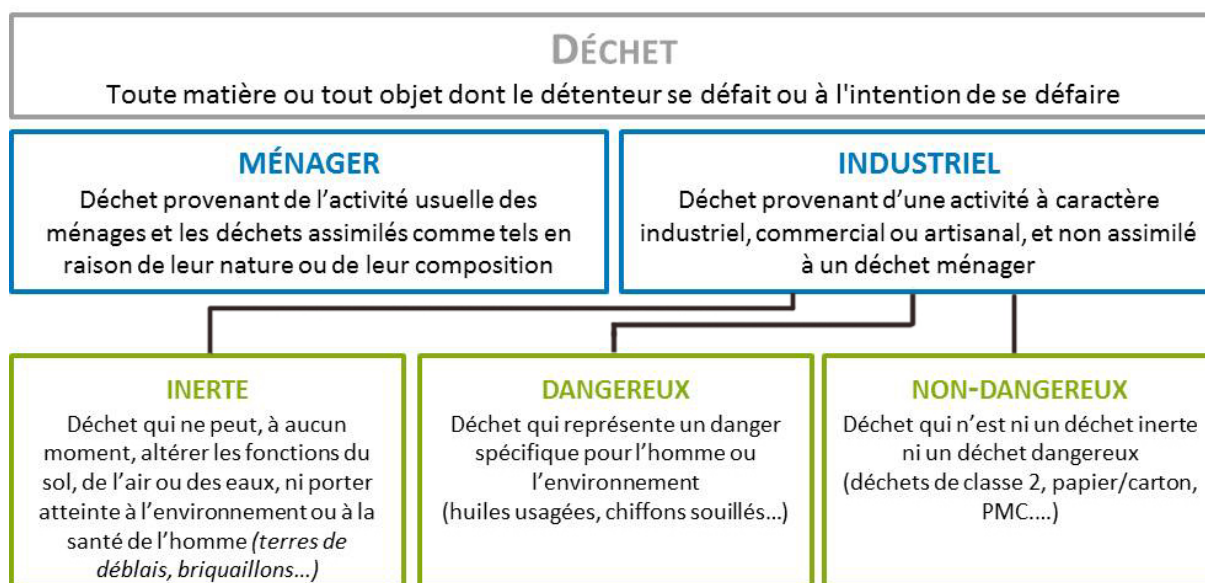 DÉCHET
Toute matière ou tout objet dont le détenteur se défait ou à l'intention de se défaire
MÉNAGER
Déchet provenant de l'activité usuelle des
ménages et les déchets assimilés comme tels en
raison de leur nature ou de leur composition
INDUSTRIEL
Déchet provenant d'une activité à caractère
industriel, commercial ou artisanal, et non assimilé
à un déchet ménager
INERTE
Déchet qui ne peut, à aucun
moment, altérer les fonctions du
sol, de l'air ou des eaux, ni porter
atteinte à l'environnement ou à la
santé de l'homme (terres de
déblais, briquaillons...)
DANGEREUX
Déchet qui représente un danger
spécifique pour l'homme ou
l'environnement
(huiles usagées, chiffons souillés...)
NON-DANGEREUX
Déchet qui n'est ni un déchet inerte
ni un déchet dangereux
(déchets de classe 2, papier/carton,
PMC....)